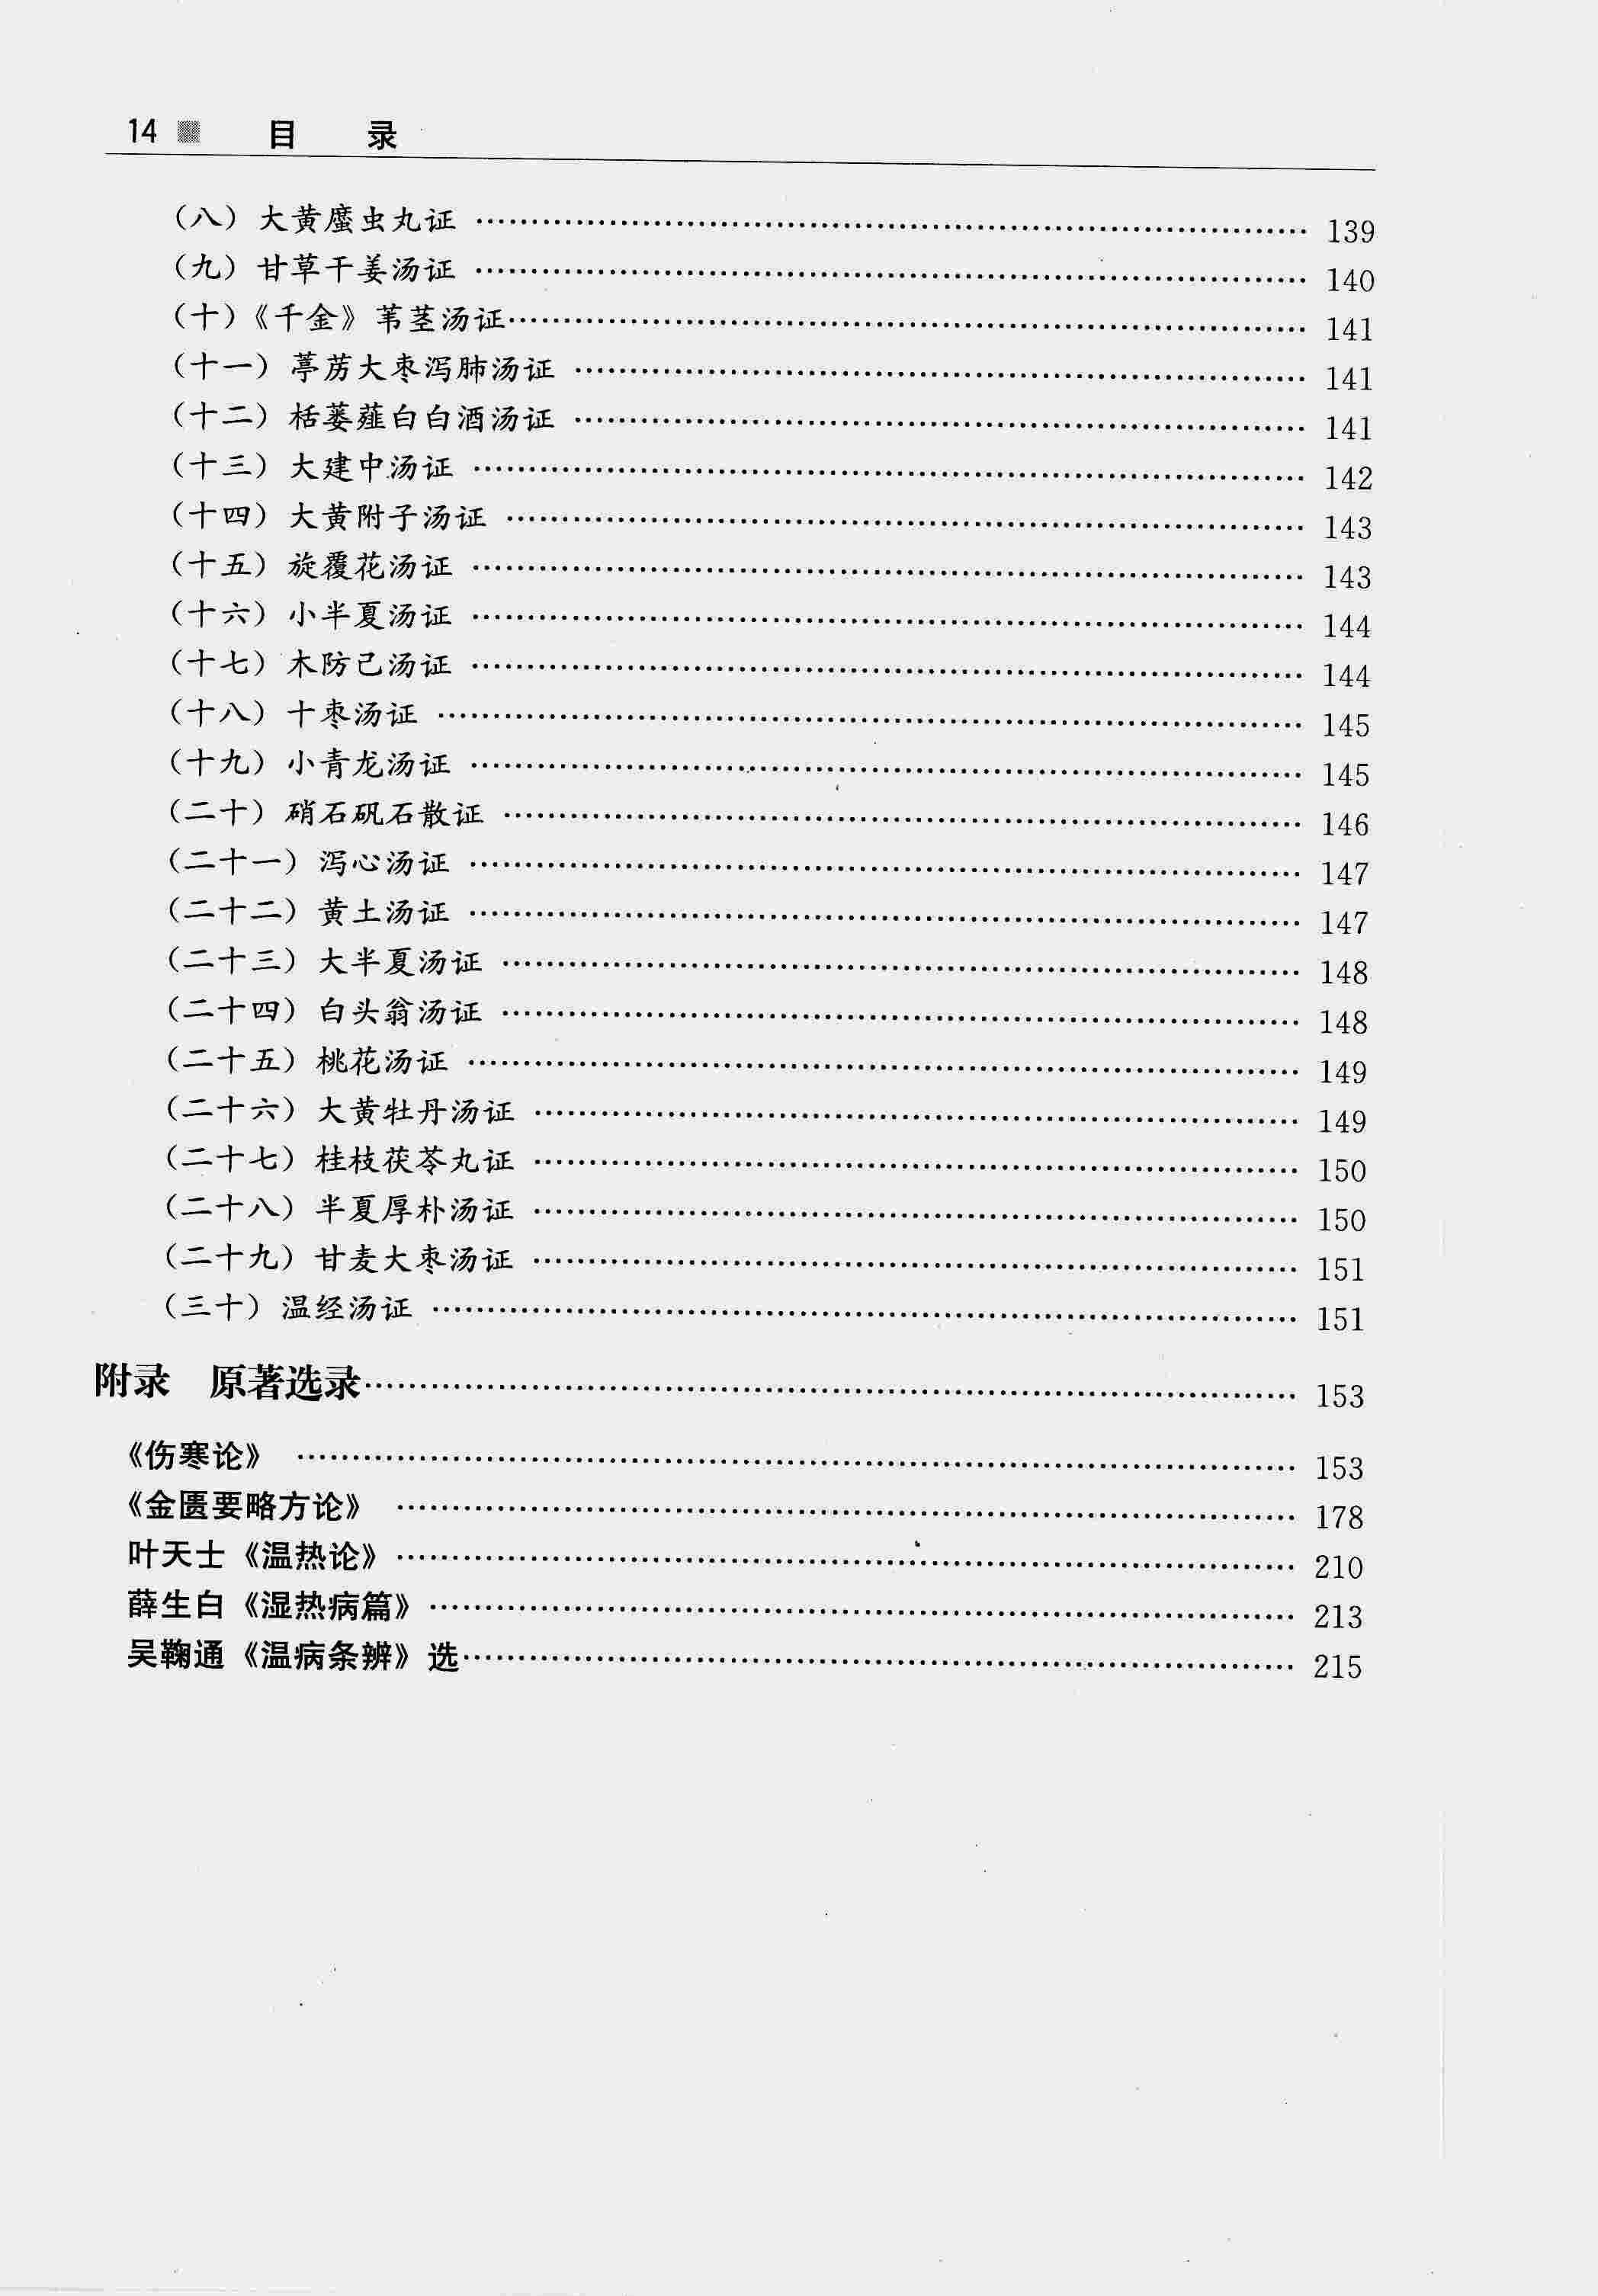 14 目 录
（八）大黄䗪虫丸证 …… 139
（九）甘草干姜汤证 …… 140
（十）《千金》苇茎汤证 …… 141
（十一）葶苈大枣泻肺汤证 …… 141
（十二）栝蒌薤白白酒汤证 …… 141
（十三）大建中汤证 …… 142
（十四）大黄附子汤证 …… 143
（十五）旋覆花汤证 …… 143
（十六）小半夏汤证 …… 144
（十七）木防己汤证 …… 144
（十八）十枣汤证 …… 145
（十九）小青龙汤证 …… 145
（二十）硝石矾石散证 …… 146
（二十一）泻心汤证 …… 147
（二十二）黄土汤证 …… 147
（二十三）大半夏汤证 …… 148
（二十四）白头翁汤证 …… 148
（二十五）桃花汤证 …… 149
（二十六）大黄牡丹汤证 …… 149
（二十七）桂枝茯苓丸证 …… 150
（二十八）半夏厚朴汤证 …… 150
（二十九）甘麦大枣汤证 …… 151
（三十）温经汤证 …… 151
附录 原著选录 …… 153
《伤寒论》 …… 153
《金匮要略方论》 …… 178
叶天士《温热论》 …… 210
薛生白《湿热病篇》 …… 213
吴鞠通《温病条辨》选 …… 215